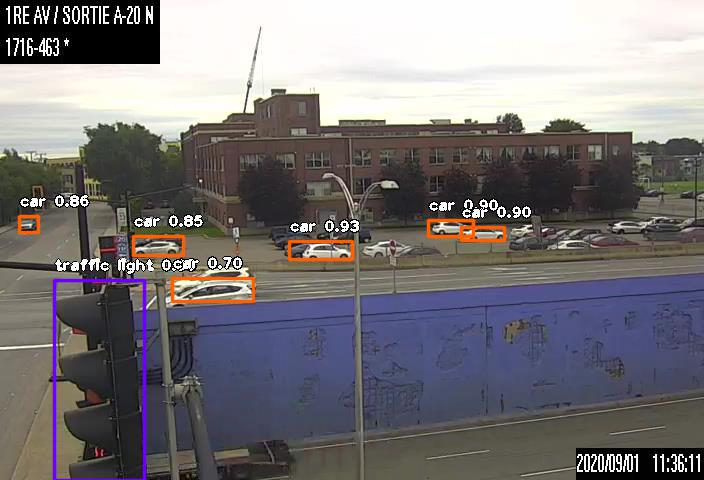 1RE AV / SORTIE A-20 N
1716-463 *
car 0.86
car 0.85
car 0.93
car 0.90
car 0.90
traffic light
car 0.70
2020/09/01 11:36:11